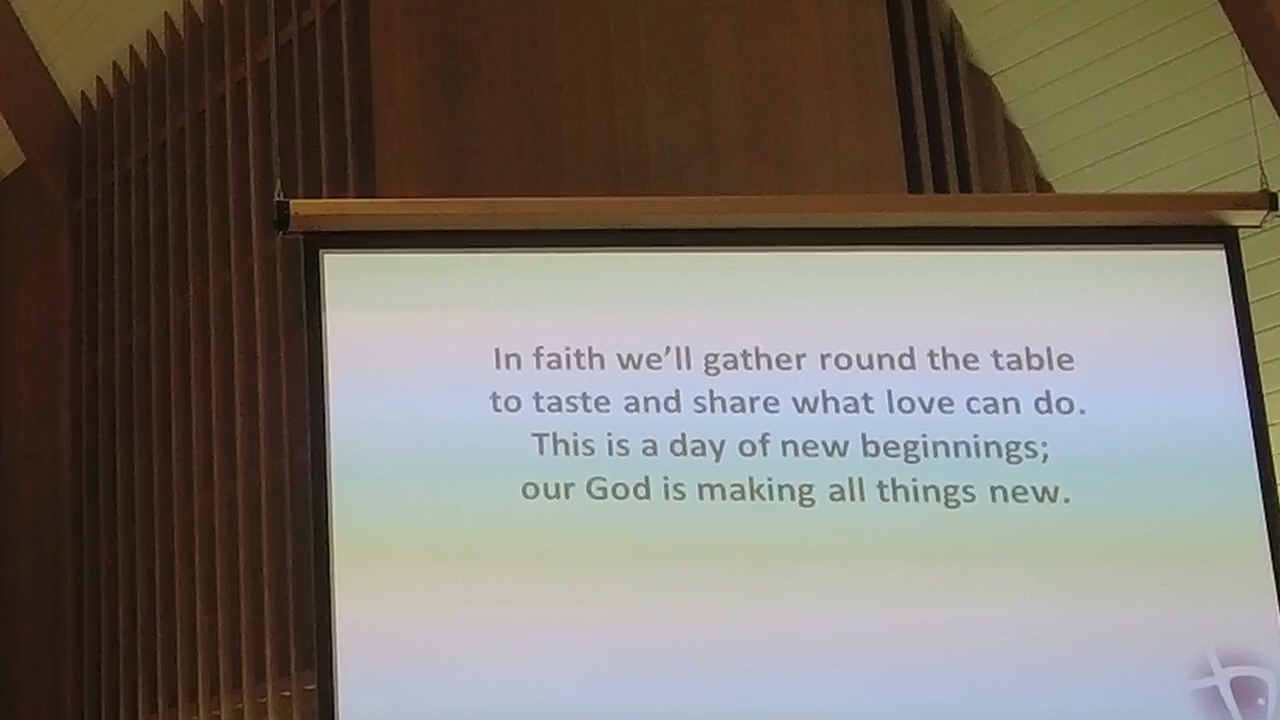 In faith we'll gather round the table
to taste and share what love can do.
This is a day of new beginnings;
our God is making all things new.